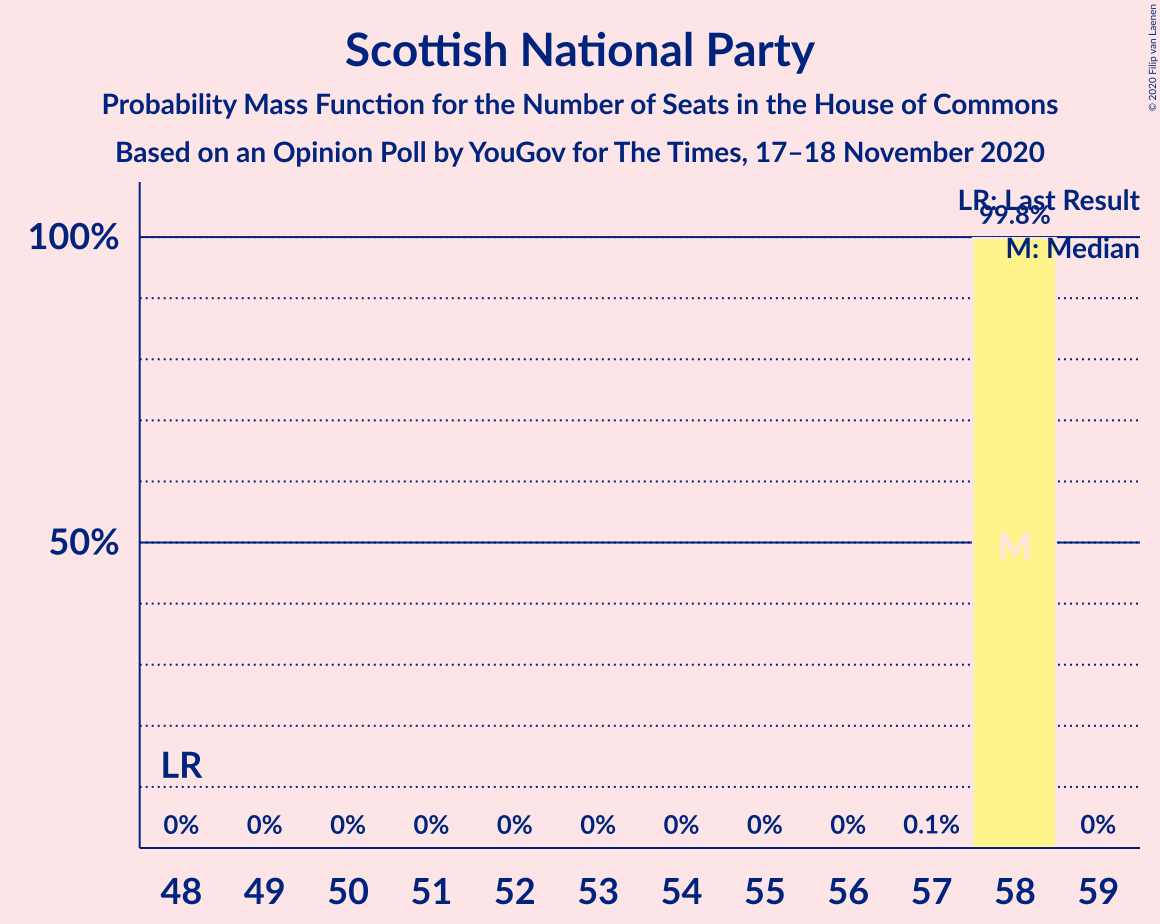 Scottish National Party
Probability Mass Function for the Number of Seats in the House of Commons
Based on an Opinion Poll by YouGov for The Times, 17–18 November 2020
© 2020 Filip van Laenen
LR: Last Result
99.8%
M: Median
100%
50%
M
LR
0% 0% 0% 0% 0% 0% 0% 0% 0% 0.1% 0%
48 49 50 51 52 53 54 55 56 57 58 59